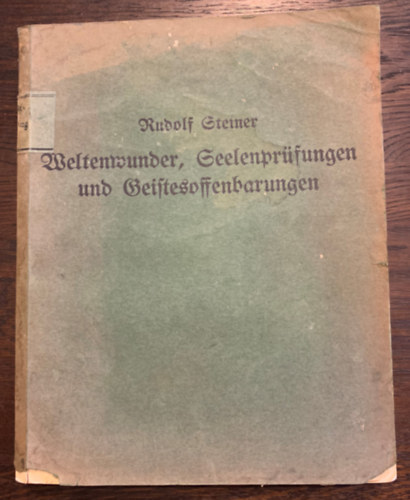 Rudolf Steiner
Weltenwunder, Seelenprüfungen
und Geistesoffenbarungen